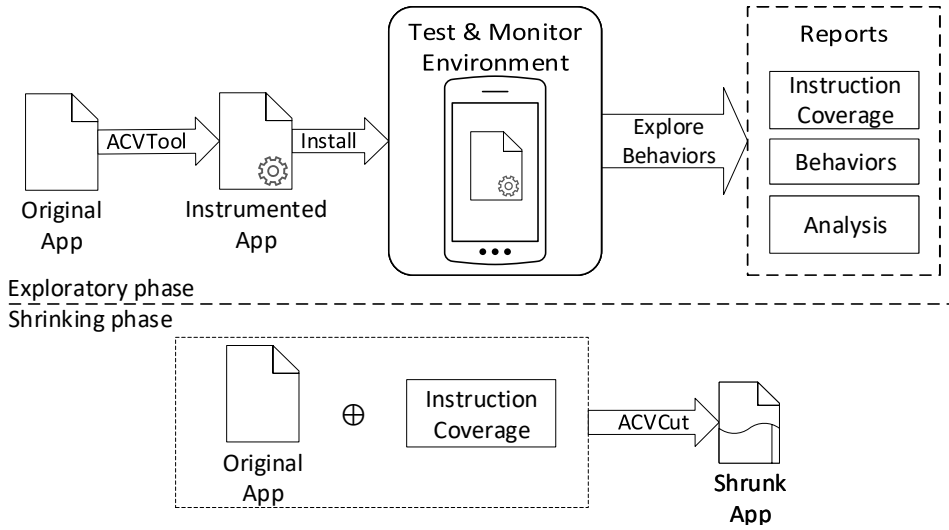 Test & Monitor
Environment
Reports
Instruction
Coverage
Behaviors
Analysis
ACVTool
Install
Explore
Behaviors
Original
App
Instrumented
App
Exploratory phase
Shrinking phase
Original
App
⊕
Instruction
Coverage
ACVCut
Shrunk
App